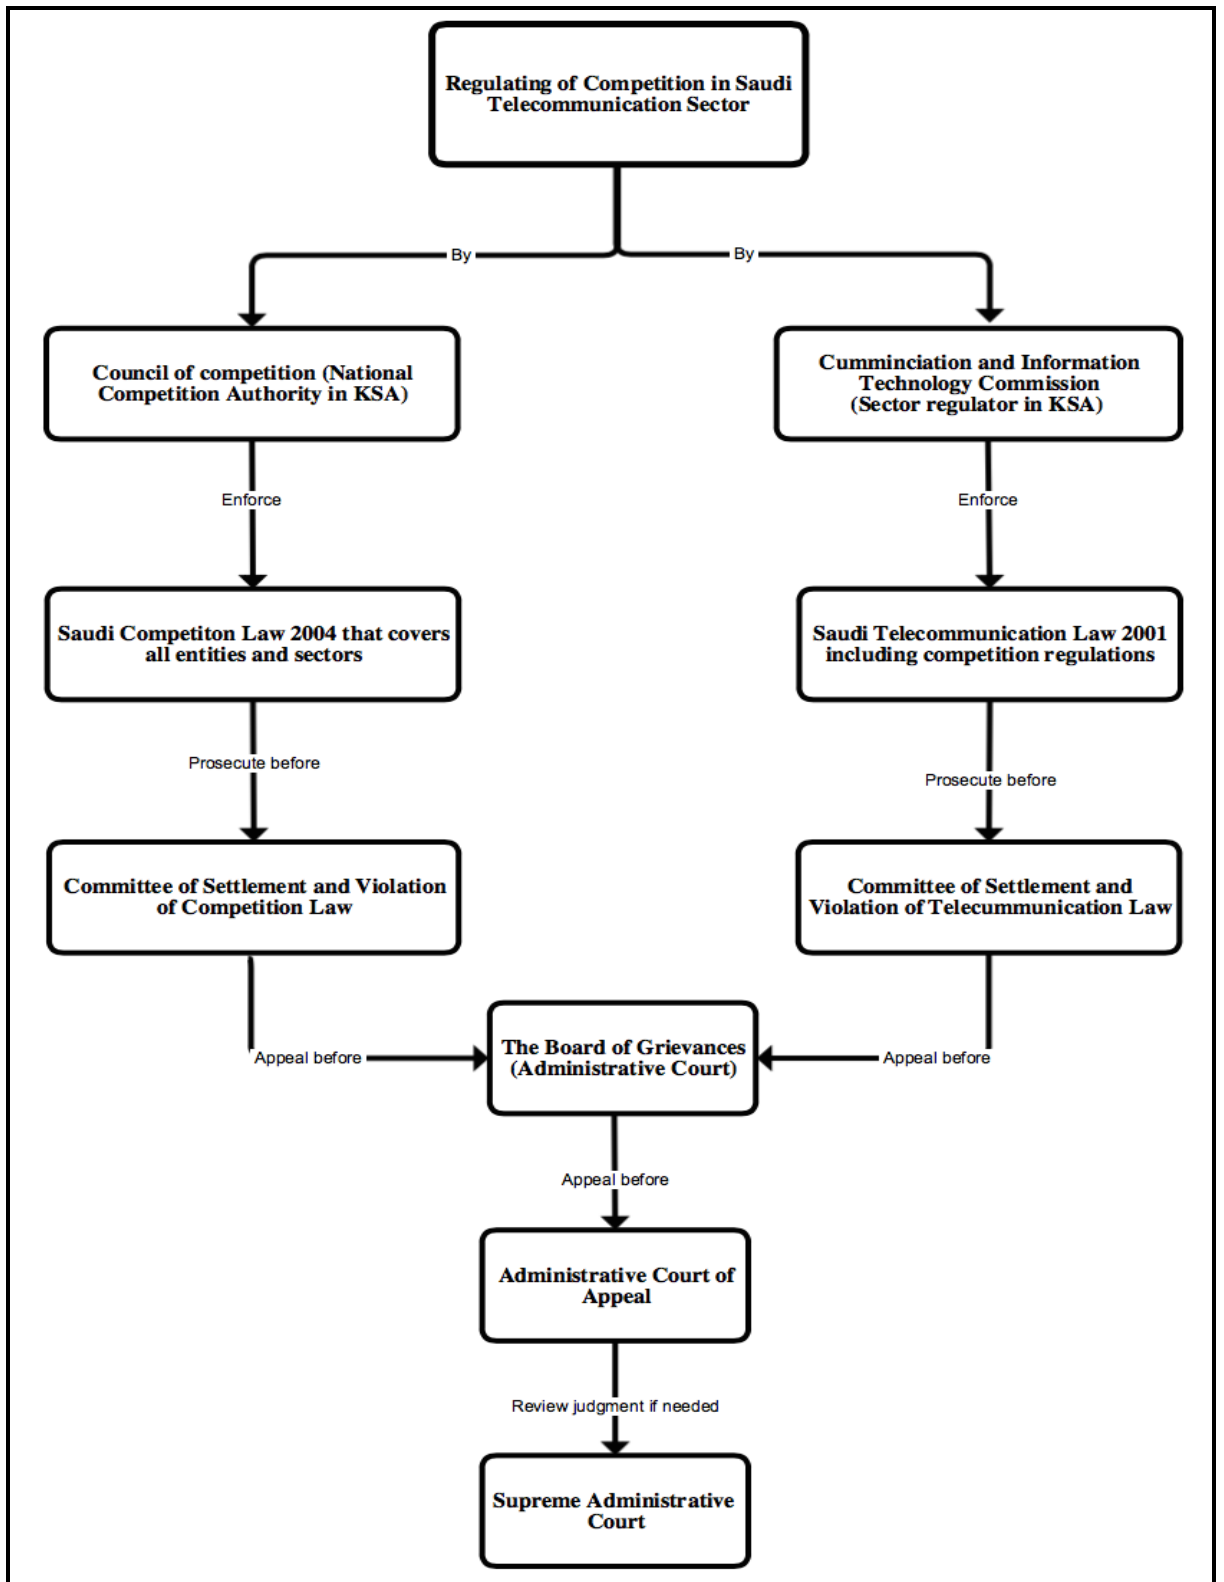 Regulating of Competition in Saudi
Telecommunication Sector
By
By
Council of competition (National
Competition Authority in KSA)
Cumminciation and Information
Technology Commission
(Sector regulator in KSA)
Enforce
Enforce
Saudi Competiton Law 2004 that covers
all entities and sectors
Saudi Telecommunication Law 2001
including competition regulations
Prosecute before
Prosecute before
Committee of Settlement and Violation
of Competition Law
Committee of Settlement and
Violation of Telecummunication Law
Appeal before
The Board of Grievances
(Administrative Court)
Appeal before
Appeal before
Administrative Court of
Appeal
Review judgment if needed
Supreme Administrative
Court